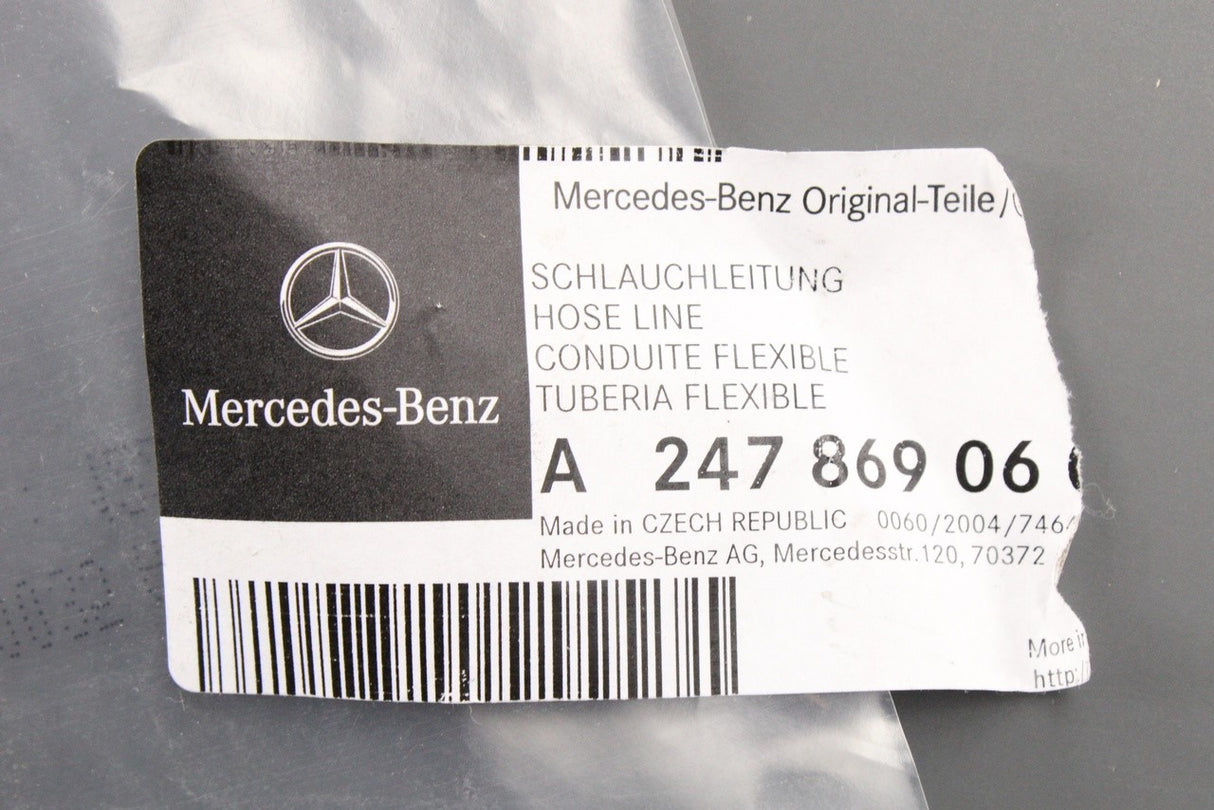 Mercedes-Benz
Mercedes-Benz Original-Teile/
SCHLAUCHLEITUNG
HOSE LINE
CONDUITE FLEXIBLE
TUBERIA FLEXIBLE
A 247 869 06
Made in CZECH REPUBLIC 0060/2004/746
Mercedes-Benz AG, Mercedesstr.120, 70372
More
http:/